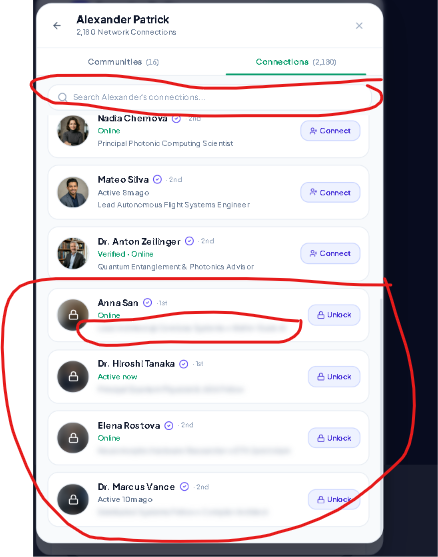 Alexander Patrick
2,180 Network Connections
Communities (16)
Connections (2,180)
Search Alexander's connections...
Nadia Chernova · 2nd
Online
Principal Photonic Computing Scientist
Connect
Mateo Silva · 2nd
Active 8m ago
Lead Autonomous Flight Systems Engineer
Connect
Dr. Anton Zeilinger · 2nd
Verified · Online
Quantum Entanglement & Photonics Advisor
Connect
Anna San · 1st
Online
Unlock
Dr. Hiroshi Tanaka · 1st
Active now
Unlock
Elena Rostova · 2nd
Online
Unlock
Dr. Marcus Vance · 2nd
Active 10m ago
Unlock